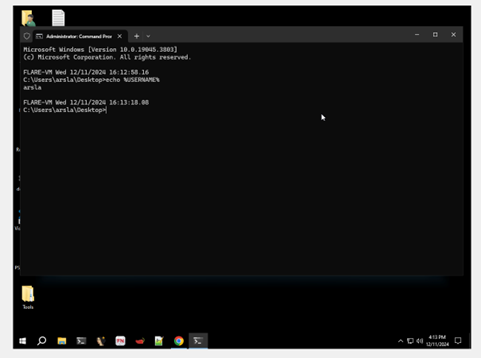 Administrator: Command Pror
Microsoft Windows [Version 10.0.19045.3803]
(c) Microsoft Corporation. All rights reserved.
FLARE-VM Wed 12/11/2024 16:12:58.16
C:\Users\arsla\Desktop>echo %USERNAME%
arsla
FLARE-VM Wed 12/11/2024 16:13:18.08
C:\Users\arsla\Desktop>
Tools
FN
4:13 PM
12/11/2024